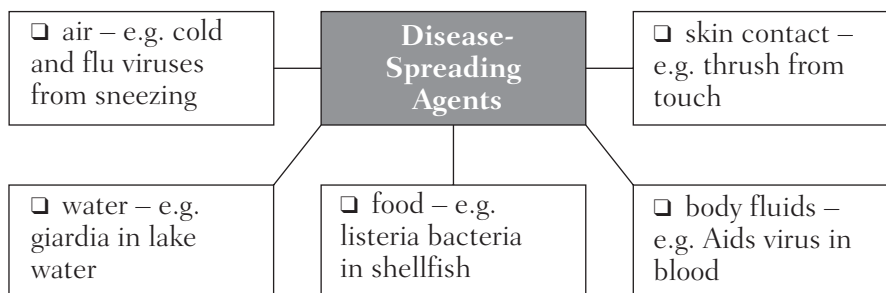 ❑ air – e.g. cold
and flu viruses
from sneezing
Disease-
Spreading
Agents
❑ skin contact –
e.g. thrush from
touch
❑ water – e.g.
giardia in lake
water
❑ food – e.g.
listeria bacteria
in shellfish
❑ body fluids –
e.g. Aids virus in
blood